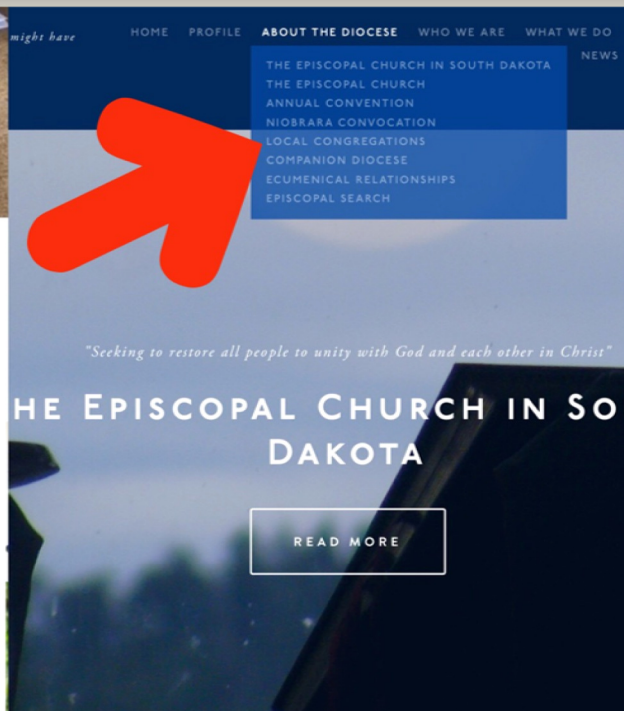 might have
HOME PROFILE ABOUT THE DIOCESE WHO WE ARE WHAT WE DO
NEWS
THE EPISCOPAL CHURCH IN SOUTH DAKOTA
THE EPISCOPAL CHURCH
ANNUAL CONVENTION
NIOBRARA CONVOCATION
LOCAL CONGREGATIONS
COMPANION DIOCESE
ECUMENICAL RELATIONSHIPS
EPISCOPAL SEARCH
"Seeking to restore all people to unity with God and each other in Christ"
HE EPISCOPAL CHURCH IN SO
DAKOTA
READ MORE